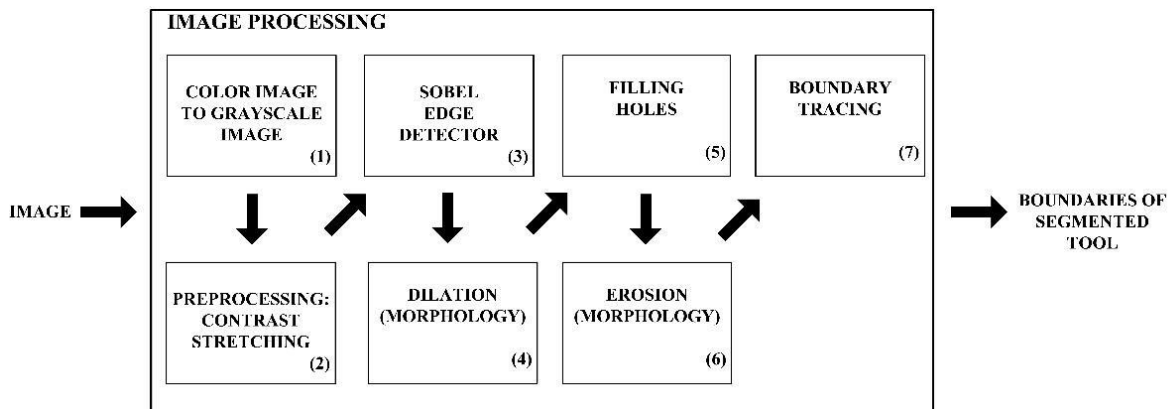 IMAGE PROCESSING
COLOR IMAGE
TO GRAYSCALE
IMAGE
(1)
PREPROCESSING:
CONTRAST
STRETCHING
(2)
SOBEL
EDGE
DETECTOR
(3)
DILATION
(MORPHOLOGY)
(4)
FILLING
HOLES
(5)
EROSION
(MORPHOLOGY)
(6)
BOUNDARY
TRACING
(7)
IMAGE
BOUNDARIES OF
SEGMENTED
TOOL